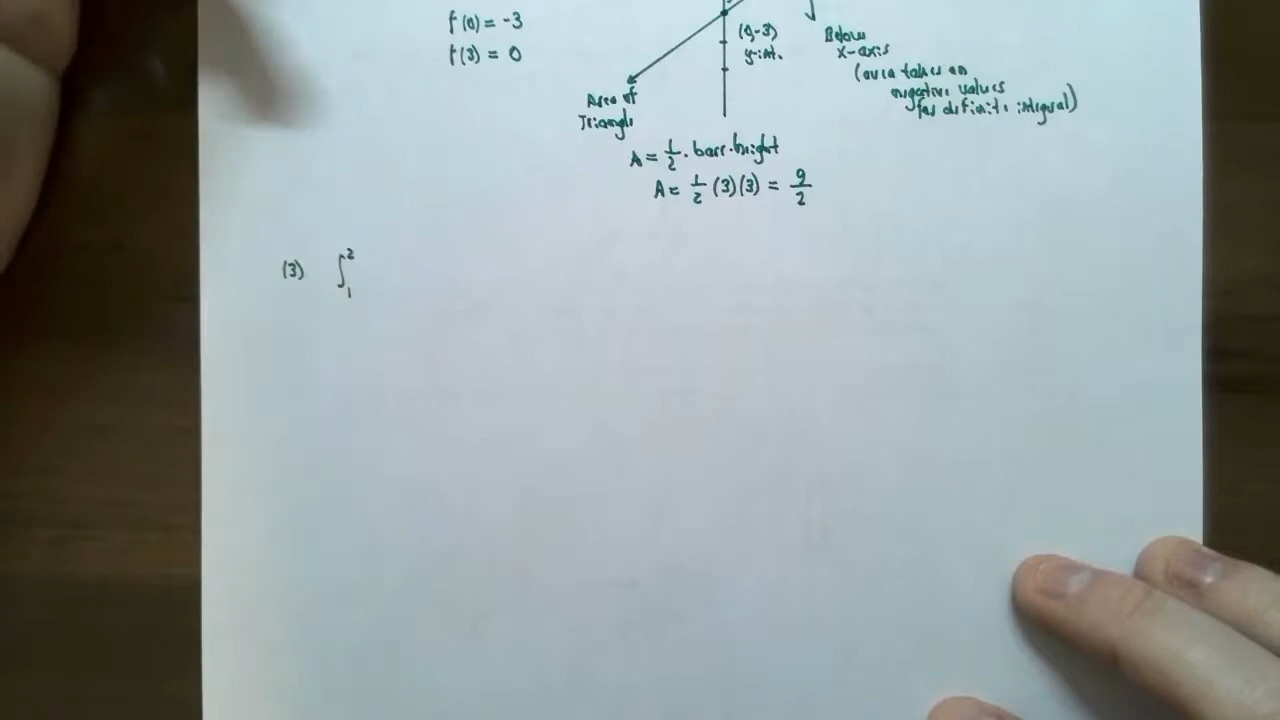 f(0) = -3
f(3) = 0
(0,-3)
y-int.
Below
x-axis
(area takes on
negative values
for definite integral)
Area of
Triangle
A = 1/2 · base · height
A = 1/2 (3)(3) = 9/2
(3) ∫₁²